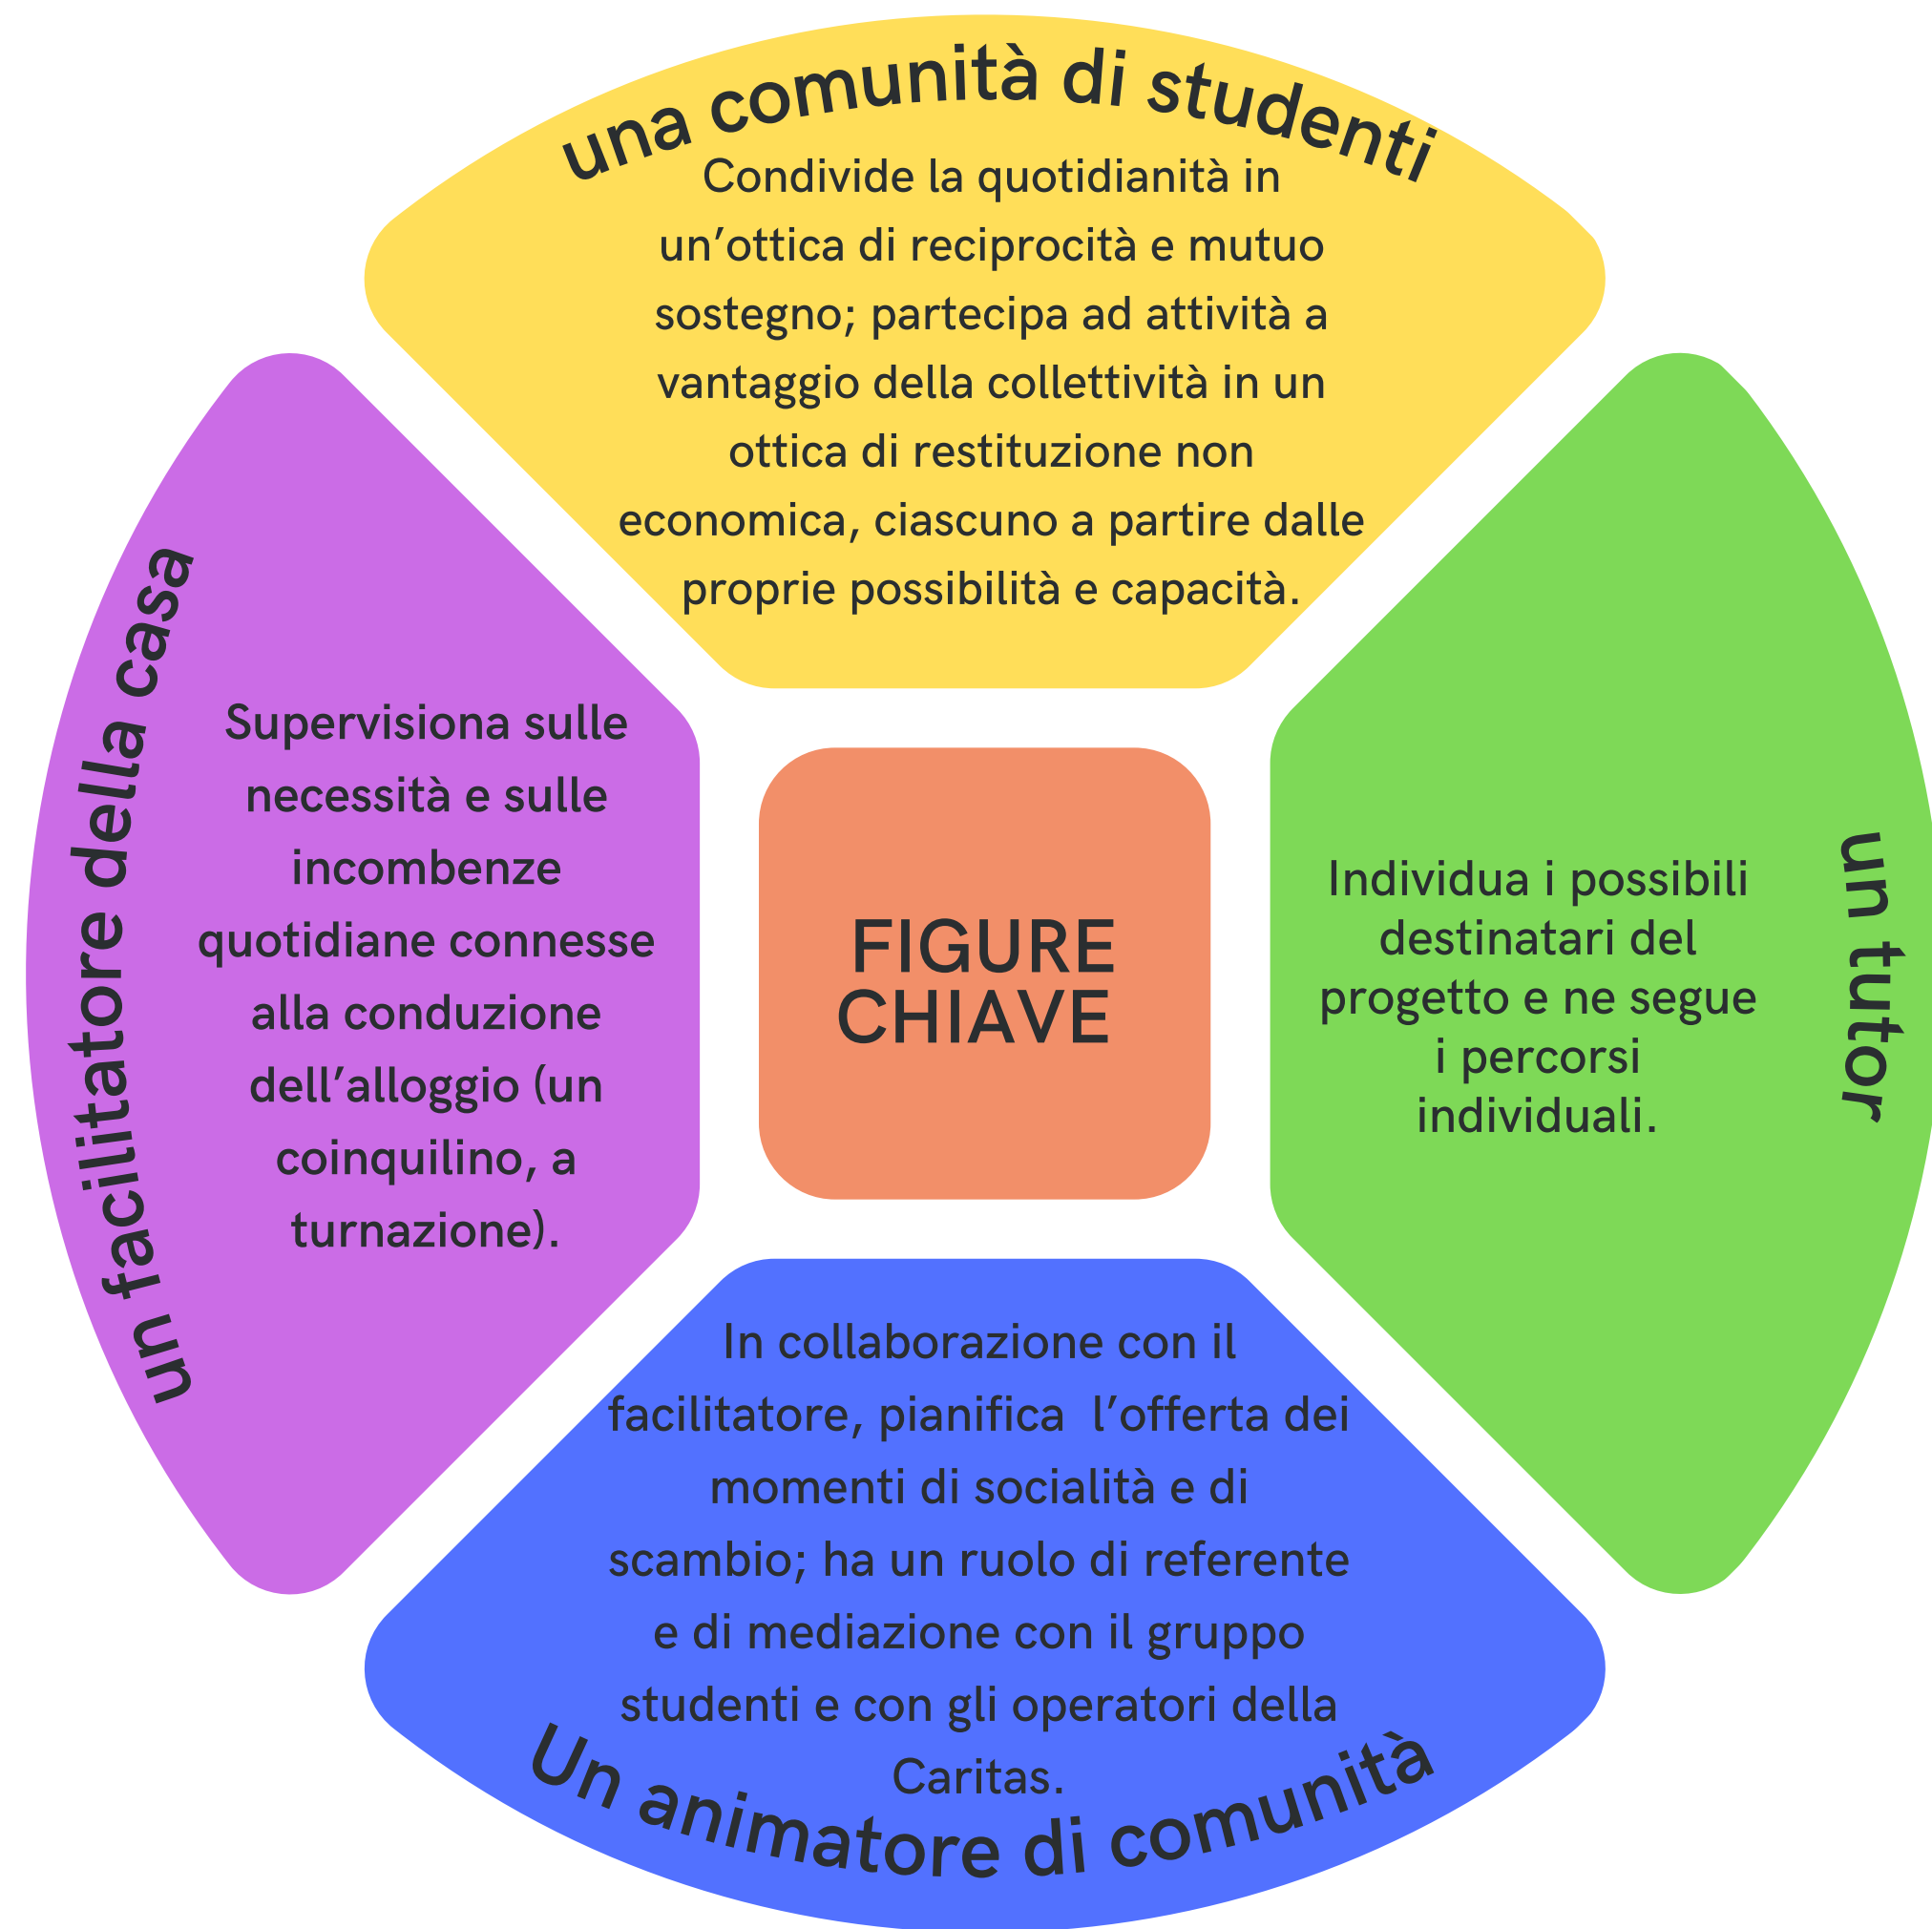 una comunità di studenti
Condivide la quotidianità in
un’ottica di reciprocità e mutuo
sostegno; partecipa ad attività a
vantaggio della collettività in un
ottica di restituzione non
economica, ciascuno a partire dalle
proprie possibilità e capacità.
un facilitatore della casa
Supervisiona sulle
necessità e sulle
incombenze
quotidiane connesse
alla conduzione
dell’alloggio (un
coinquilino, a
turnazione).
FIGURE
CHIAVE
un tutor
Individua i possibili
destinatari del
progetto e ne segue
i percorsi
individuali.
In collaborazione con il
facilitatore, pianifica  l’offerta dei
momenti di socialità e di
scambio; ha un ruolo di referente
e di mediazione con il gruppo
studenti e con gli operatori della
Caritas.
Un animatore di comunità